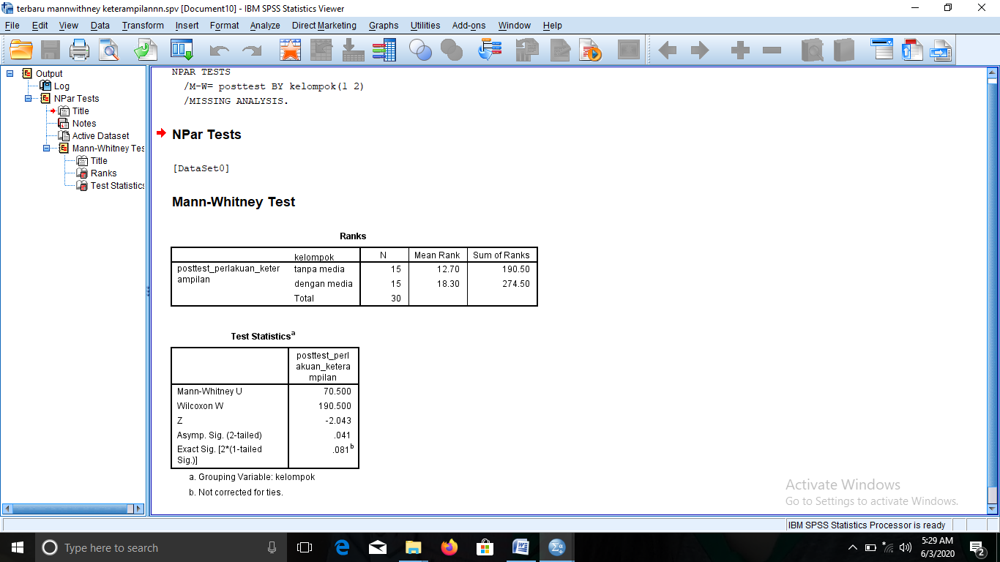 terbaru mannwithney keterampilannn.spv [Document10] - IBM SPSS Statistics Viewer
File Edit View Data Transform Insert Format Analyze Direct Marketing Graphs Utilities Add-ons Window Help
Output
Log
NPar Tests
Title
Notes
Active Dataset
Mann-Whitney Tes
Title
Ranks
Test Statistics
NPAR TESTS
/M-W= posttest BY kelompok(1 2)
/MISSING ANALYSIS.
NPar Tests
[DataSet0]
Mann-Whitney Test
Ranks
kelompok N Mean Rank Sum of Ranks
posttest_perlakuan_keter tanpa media 15 12.70 190.50
ampilan
dengan media 15 18.30 274.50
Total 30
Test Statisticsa
posttest_perl
akuan_ketera
mpilan
Mann-Whitney U 70.500
Wilcoxon W 190.500
Z -2.043
Asymp. Sig. (2-tailed) .041
Exact Sig. [2*(1-tailed .081b
Sig.)]
a. Grouping Variable: kelompok
b. Not corrected for ties.
Activate Windows
Go to Settings to activate Windows.
IBM SPSS Statistics Processor is ready
Type here to search
5:29 AM
6/3/2020
2